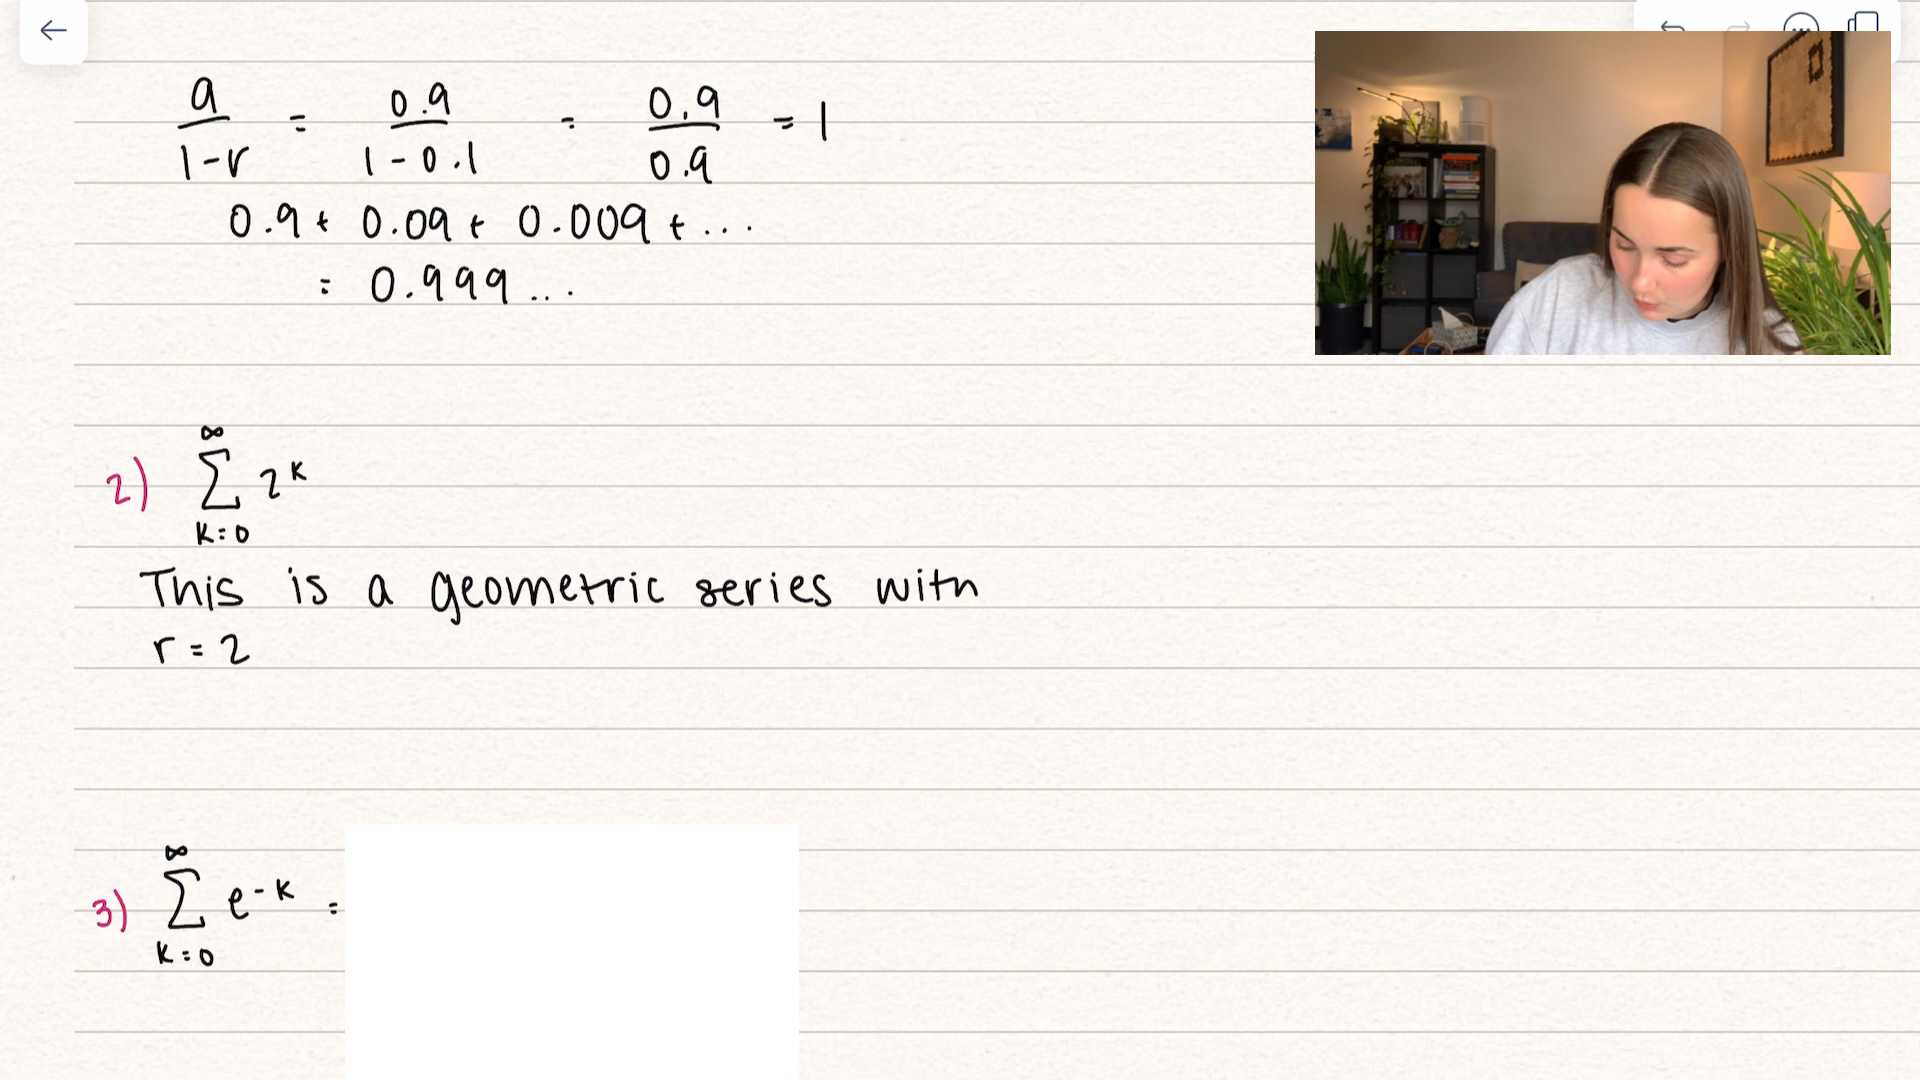 a/(1-r) = 0.9/(1-0.1) = 0.9/0.9 = 1
0.9 + 0.09 + 0.009 + ...
= 0.999...
2) ∞ Σ k=0 2^k
This is a geometric series with
r = 2
3) ∞ Σ k=0 e^-k =